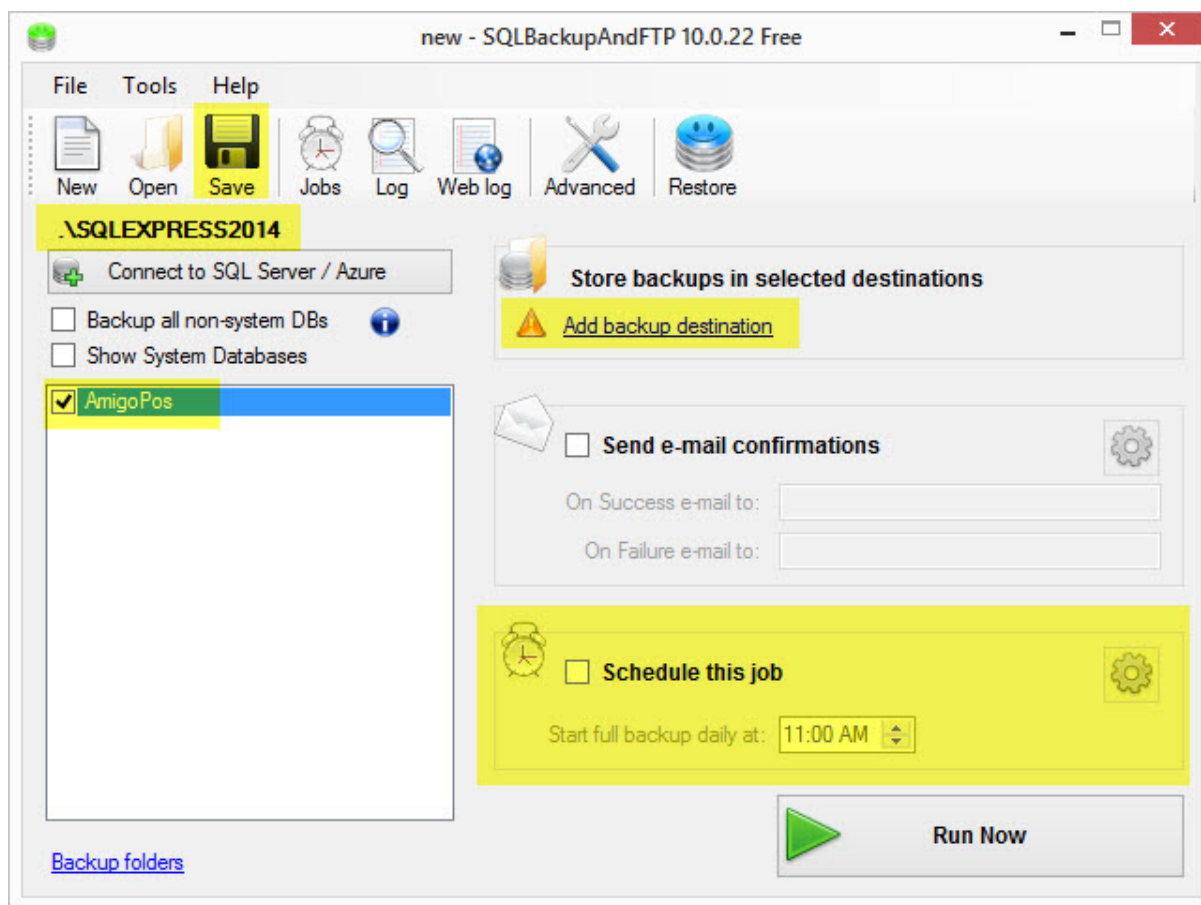 new - SQLBackupAndFTP 10.0.22 Free
File Tools Help
New Open Save Jobs Log Web log Advanced Restore
.\SQLEXPRESS2014
Connect to SQL Server / Azure
Backup all non-system DBs
Show System Databases
AmigoPos
Backup folders
Store backups in selected destinations
Add backup destination
Send e-mail confirmations
On Success e-mail to:
On Failure e-mail to:
Schedule this job
Start full backup daily at: 11:00 AM
Run Now